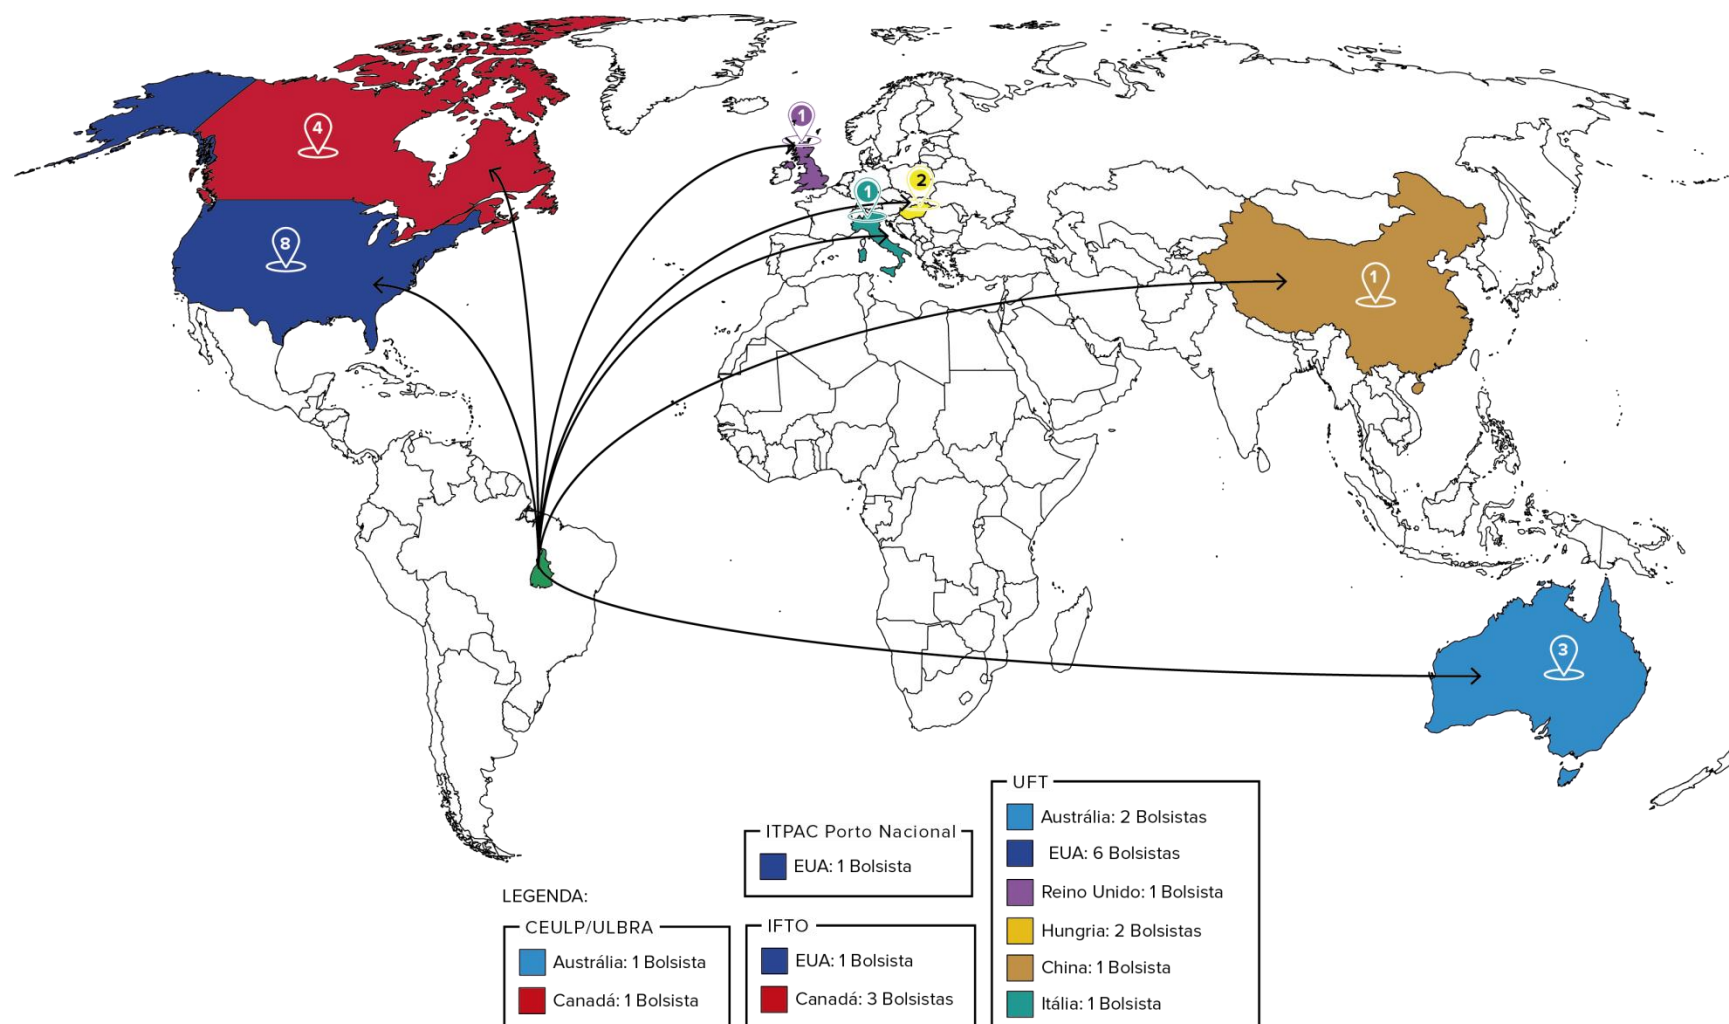 4
8
1
1
2
1
3
LEGENDA:
CEULP/ULBRA
Austrália: 1 Bolsista
Canadá: 1 Bolsista
ITPAC Porto Nacional
EUA: 1 Bolsista
IFTO
EUA: 1 Bolsista
Canadá: 3 Bolsistas
UFT
Austrália: 2 Bolsistas
EUA: 6 Bolsistas
Reino Unido: 1 Bolsista
Hungria: 2 Bolsistas
China: 1 Bolsista
Itália: 1 Bolsista